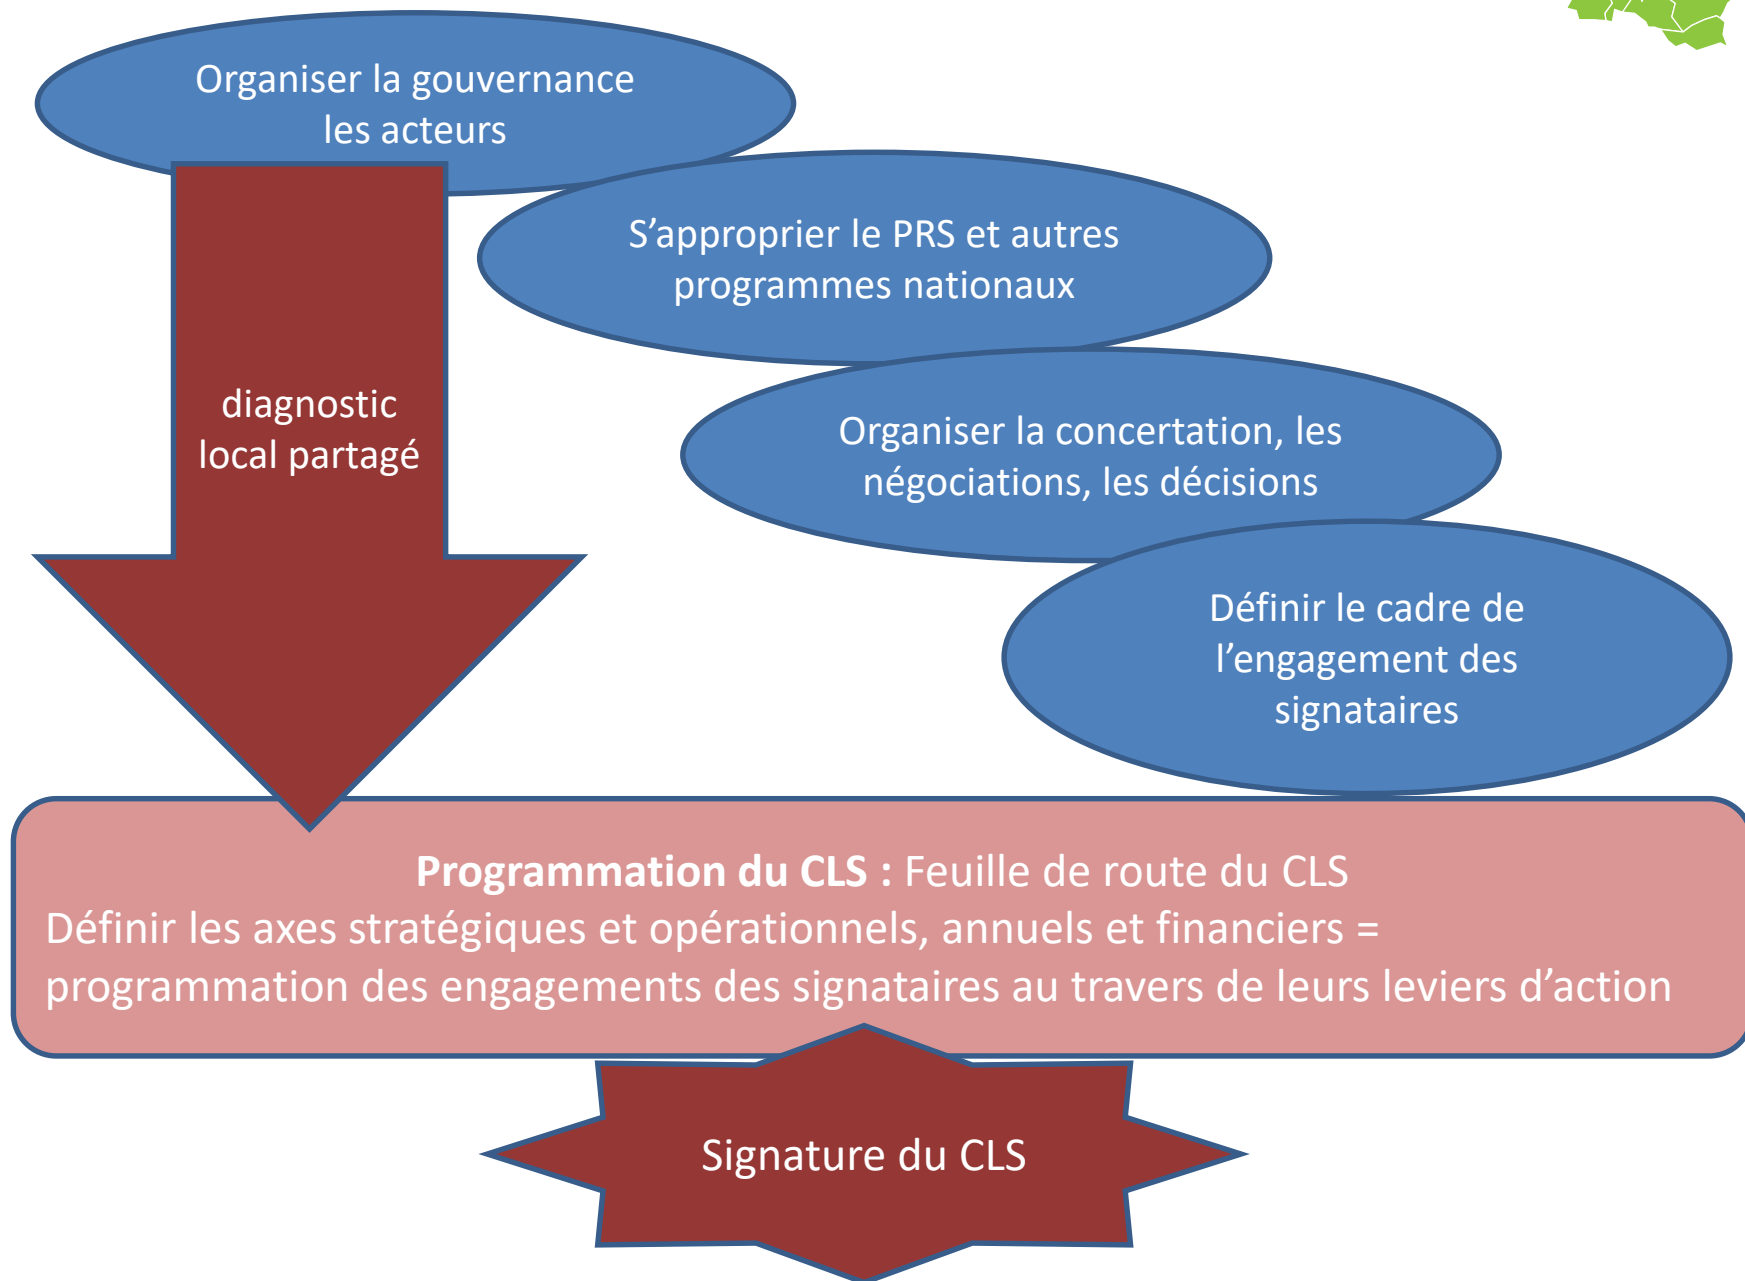 Organiser la gouvernance
les acteurs
S’approprier le PRS et autres
programmes nationaux
diagnostic
local partagé
Organiser la concertation, les
négociations, les décisions
Définir le cadre de
l’engagement des
signataires
Programmation du CLS : Feuille de route du CLS
Définir les axes stratégiques et opérationnels, annuels et financiers =
programmation des engagements des signataires au travers de leurs leviers d’action
Signature du CLS